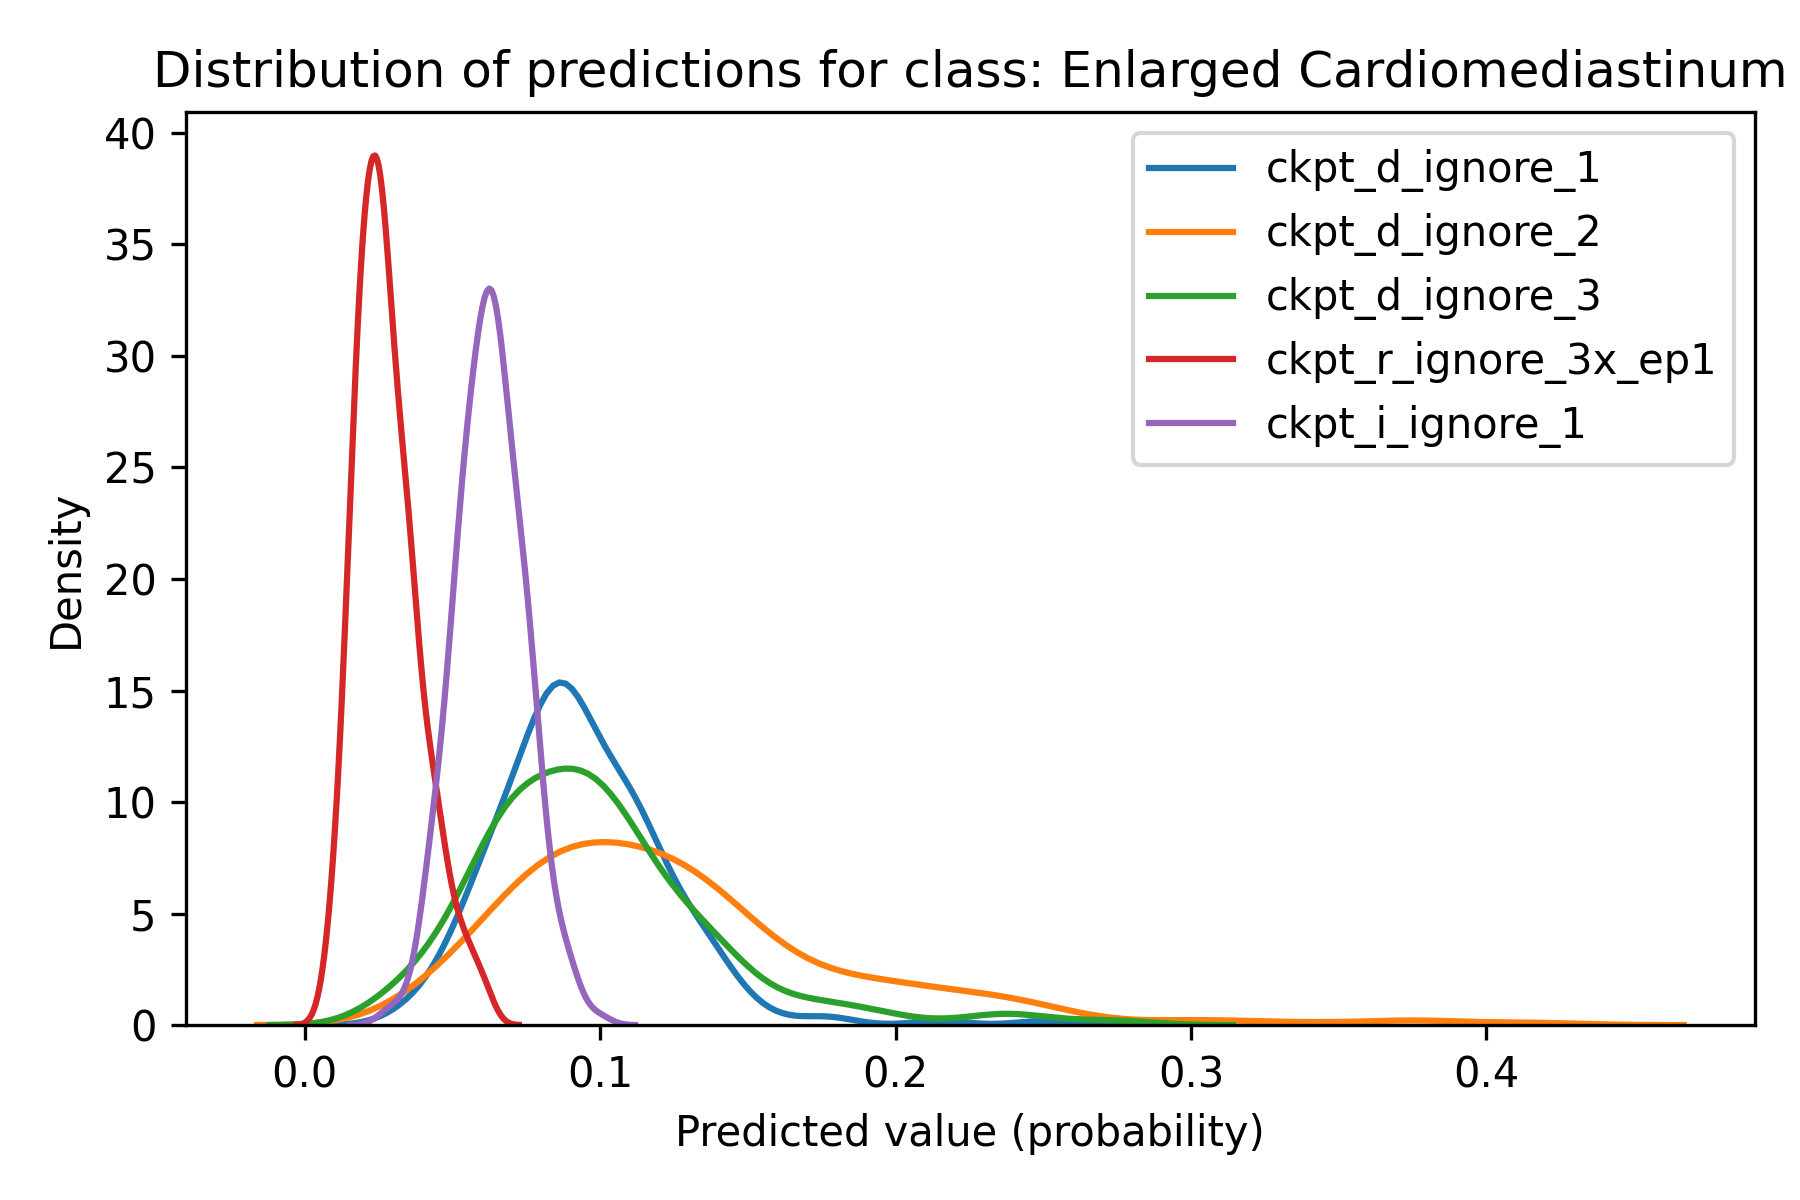 Distribution of predictions for class: Enlarged Cardiomediastinum
40
35
30
25
20
15
10
5
0
Density
ckpt_d_ignore_1
ckpt_d_ignore_2
ckpt_d_ignore_3
ckpt_r_ignore_3x_ep1
ckpt_i_ignore_1
0.0 0.1 0.2 0.3 0.4
Predicted value (probability)